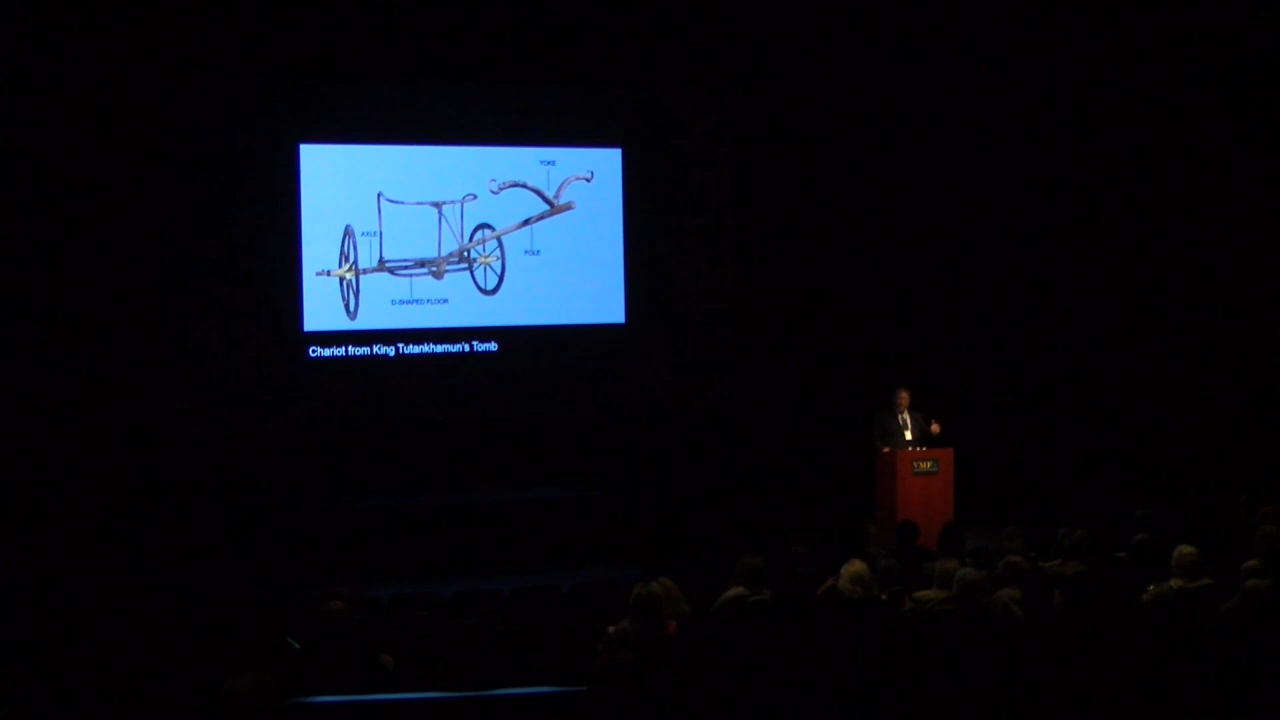 YOKE
AXLE
POLE
D-SHAPED FLOOR
Chariot from King Tutankhamun's Tomb
VMFA